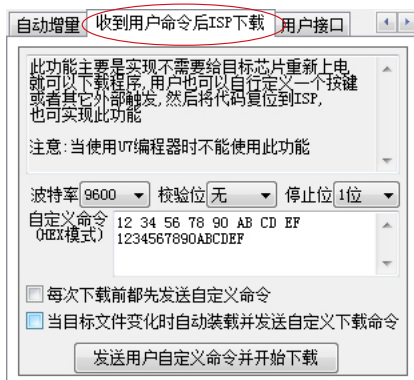 自动增量 收到用户命令后ISP下载 用户接口
此功能主要是实现不需要给目标芯片重新上电
就可以下载程序,用户也可以自行定义一个按键
或者其它外部触发,然后将代码复位到ISP,
也可实现此功能
注意:当使用U7编程器时不能使用此功能
波特率 9600 校验位 无 停止位 1位
自定义命令
(HEX模式)
12 34 56 78 90 AB CD EF
1234567890ABCDEF
每次下载前都先发送自定义命令
当目标文件变化时自动装载并发送自定义下载命令
发送用户自定义命令并开始下载